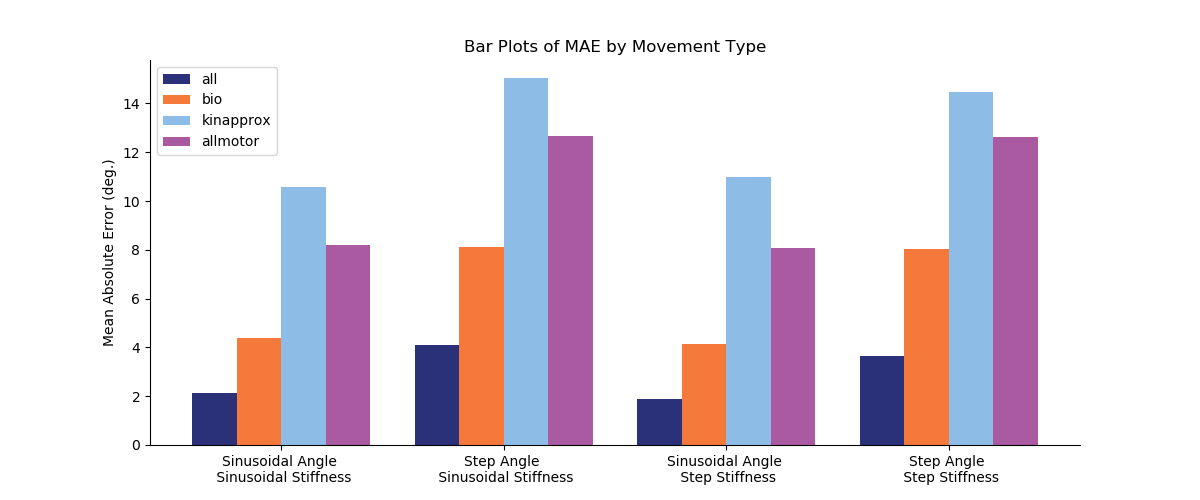 Bar Plots of MAE by Movement Type
all
bio
kinapprox
allmotor
Mean Absolute Error (deg.)
14
12
10
8
6
4
2
0
Sinusoidal Angle
Sinusoidal Stiffness
Step Angle
Sinusoidal Stiffness
Sinusoidal Angle
Step Stiffness
Step Angle
Step Stiffness